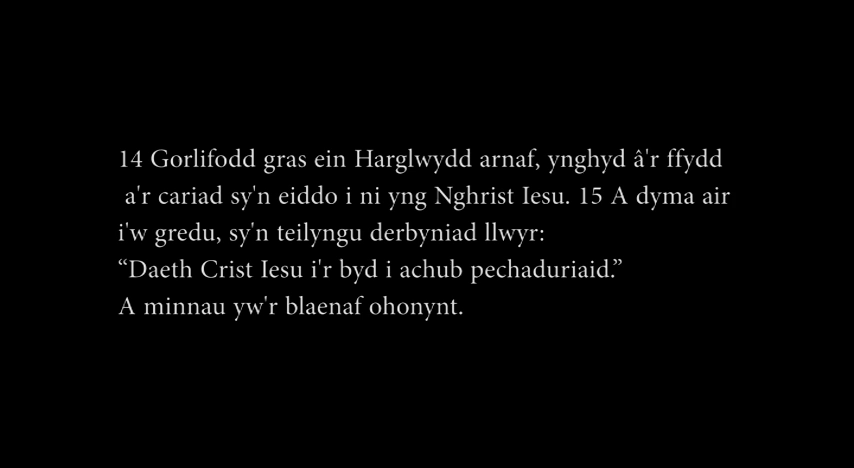 14 Gorlifodd gras ein Harglwydd arnaf, ynghyd â'r ffydd
a'r cariad sy'n eiddo i ni yng Nghrist Iesu. 15 A dyma air
i'w gredu, sy'n teilyngu derbyniad llwyr:
“Daeth Crist Iesu i'r byd i achub pechaduriaid.”
A minnau yw'r blaenaf ohonynt.